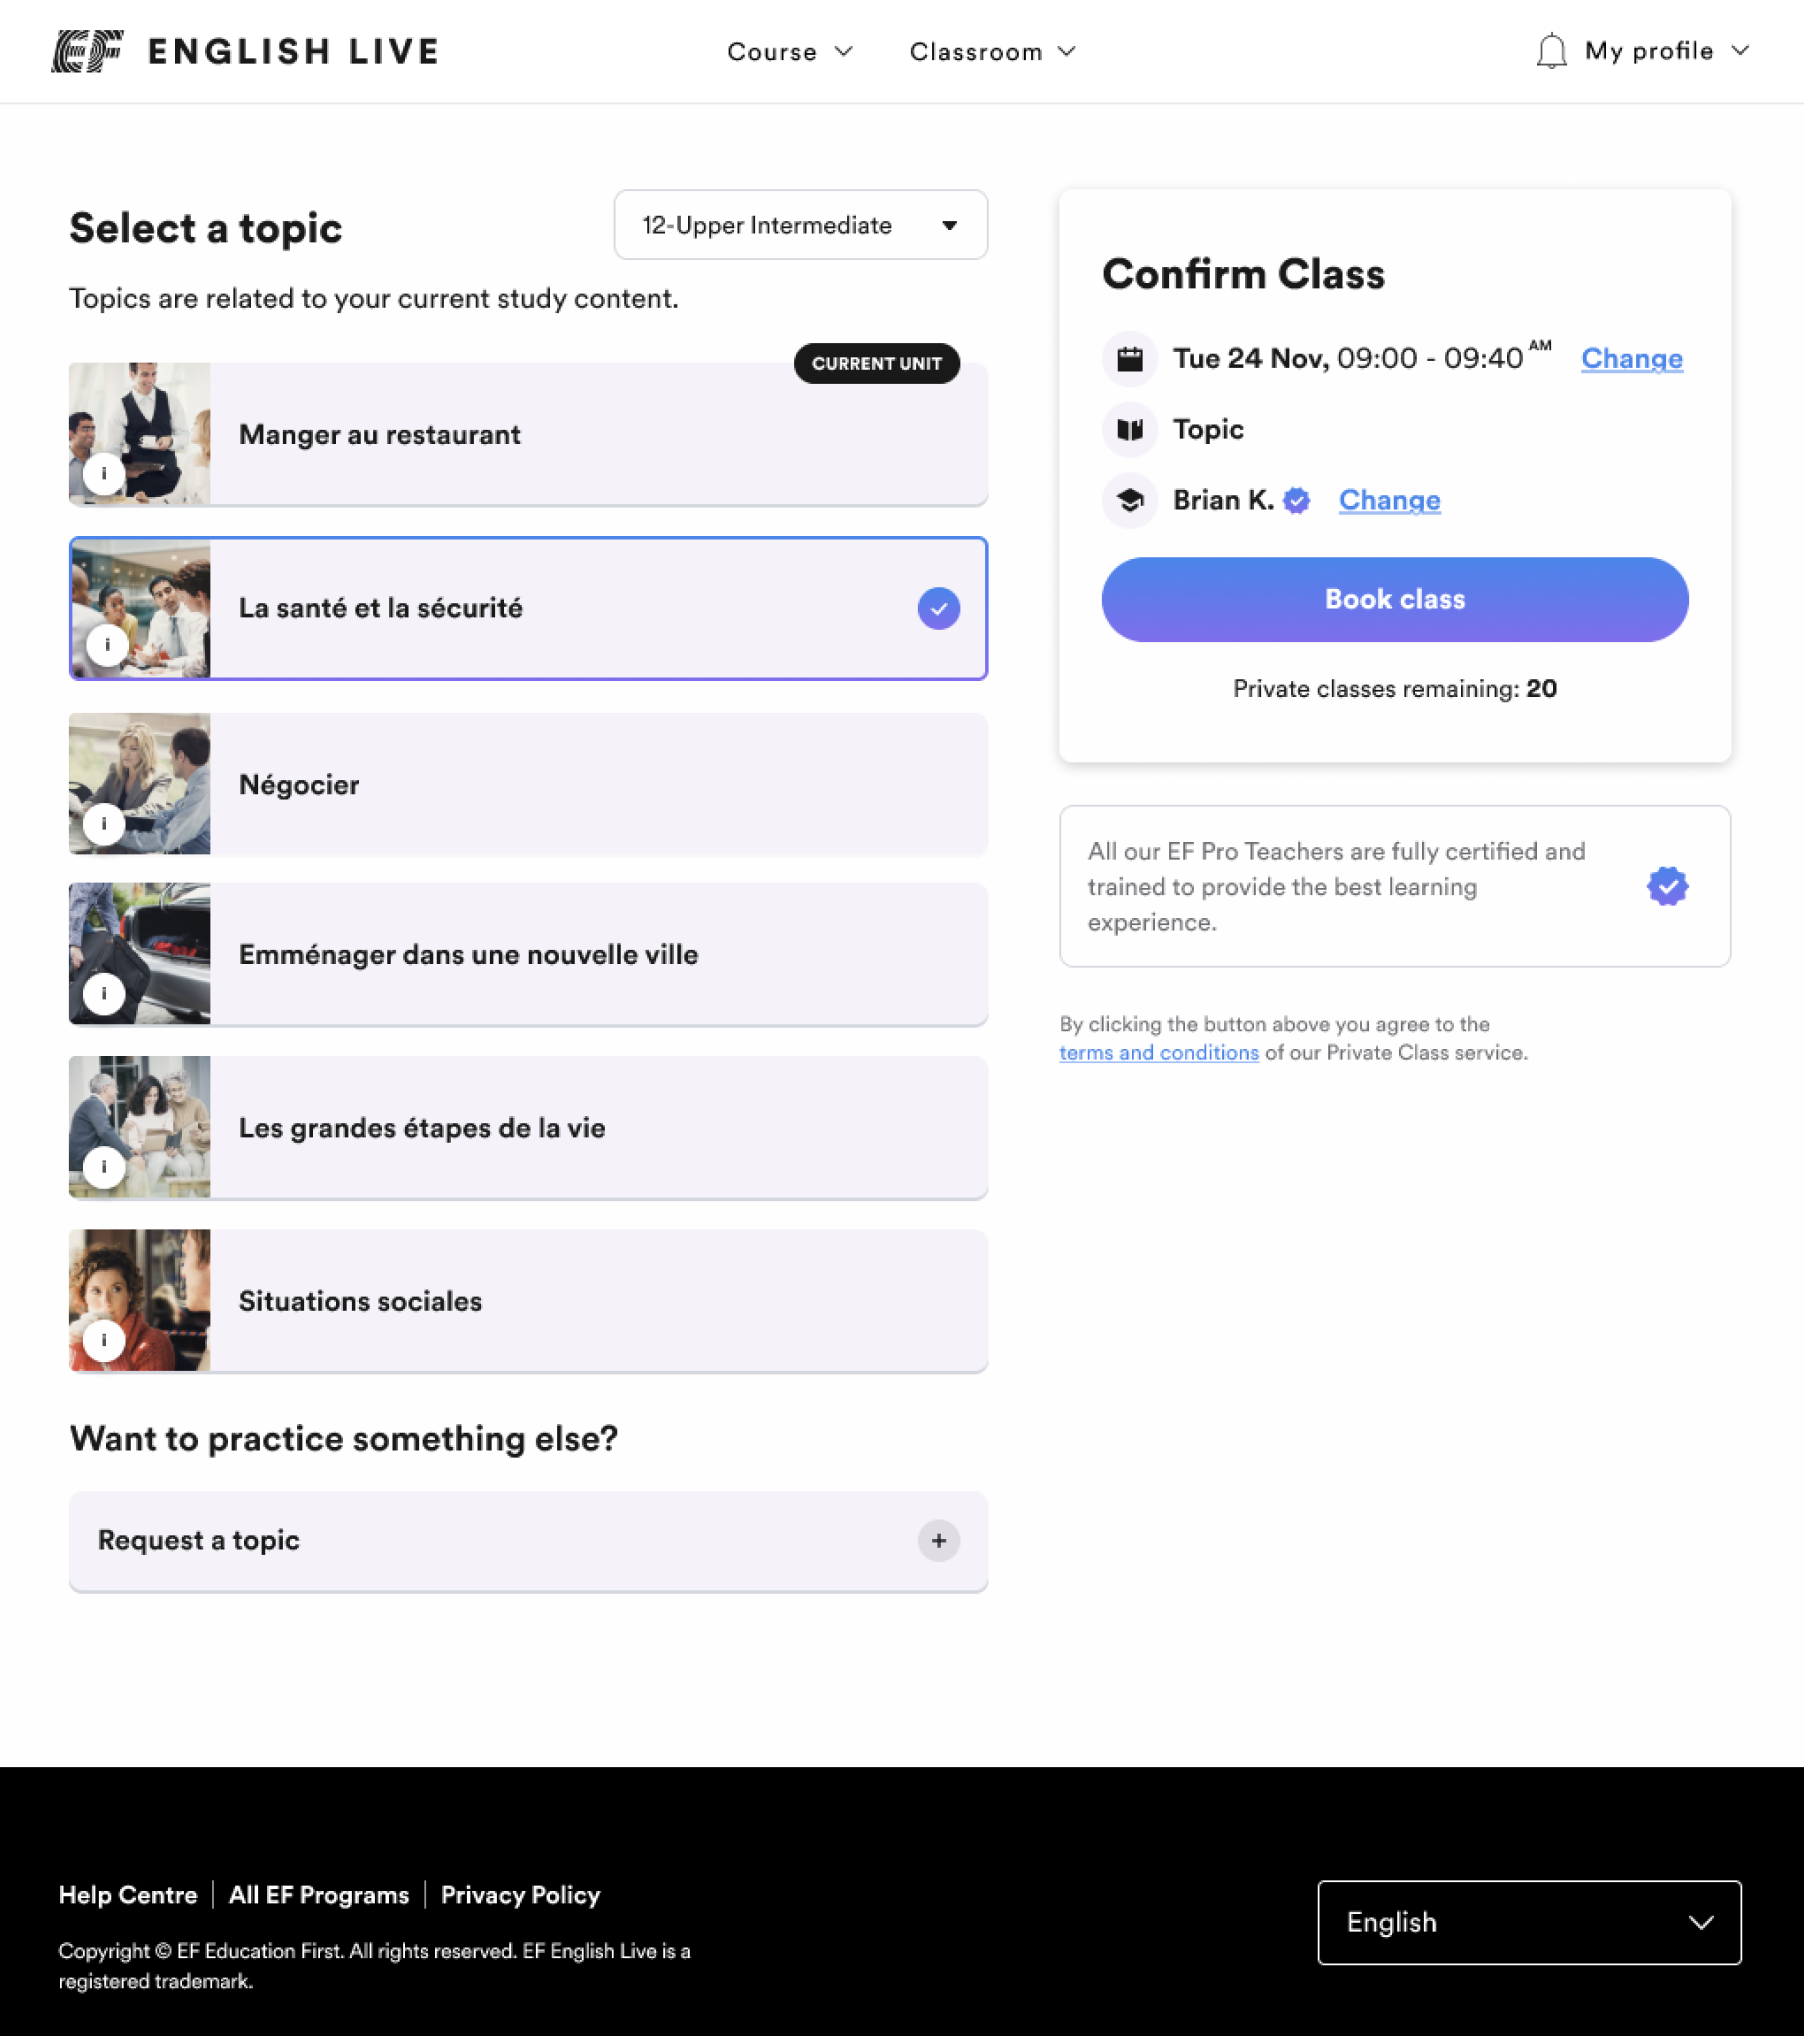 EF ENGLISH LIVE
Course
Classroom
My profile
Select a topic
12-Upper Intermediate
Topics are related to your current study content.
CURRENT UNIT
i
Manger au restaurant
i
La santé et la sécurité
i
Négocier
i
Emménager dans une nouvelle ville
i
Les grandes étapes de la vie
i
Situations sociales
Want to practice something else?
Request a topic
+
Confirm Class
Tue 24 Nov, 09:00 - 09:40 AM Change
Topic
Brian K. Change
Book class
Private classes remaining: 20
All our EF Pro Teachers are fully certified and
trained to provide the best learning
experience.
By clicking the button above you agree to the
terms and conditions of our Private Class service.
Help Centre | All EF Programs | Privacy Policy
Copyright © EF Education First. All rights reserved. EF English Live is a
registered trademark.
English